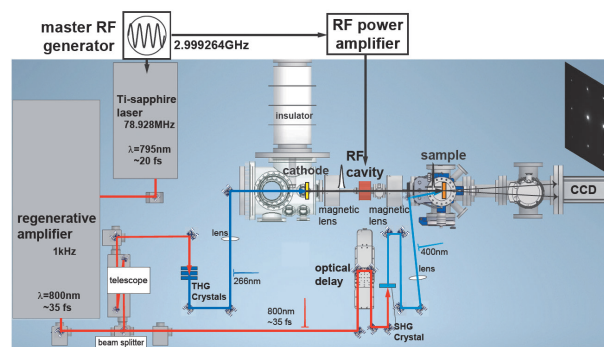 master RF
generator
2.999264GHz
RF power
amplifier
Ti-sapphire
laser
78.928MHz
λ=795nm
~20 fs
insulator
cathode
RF
cavity
sample
CCD
magnetic
lens
magnetic
lens
regenerative
amplifier
1kHz
λ=800nm
~35 fs
telescope
beam splitter
THG
Crystals
lens
266nm
800nm
~35 fs
optical
delay
SHG
Crystal
400nm
lens